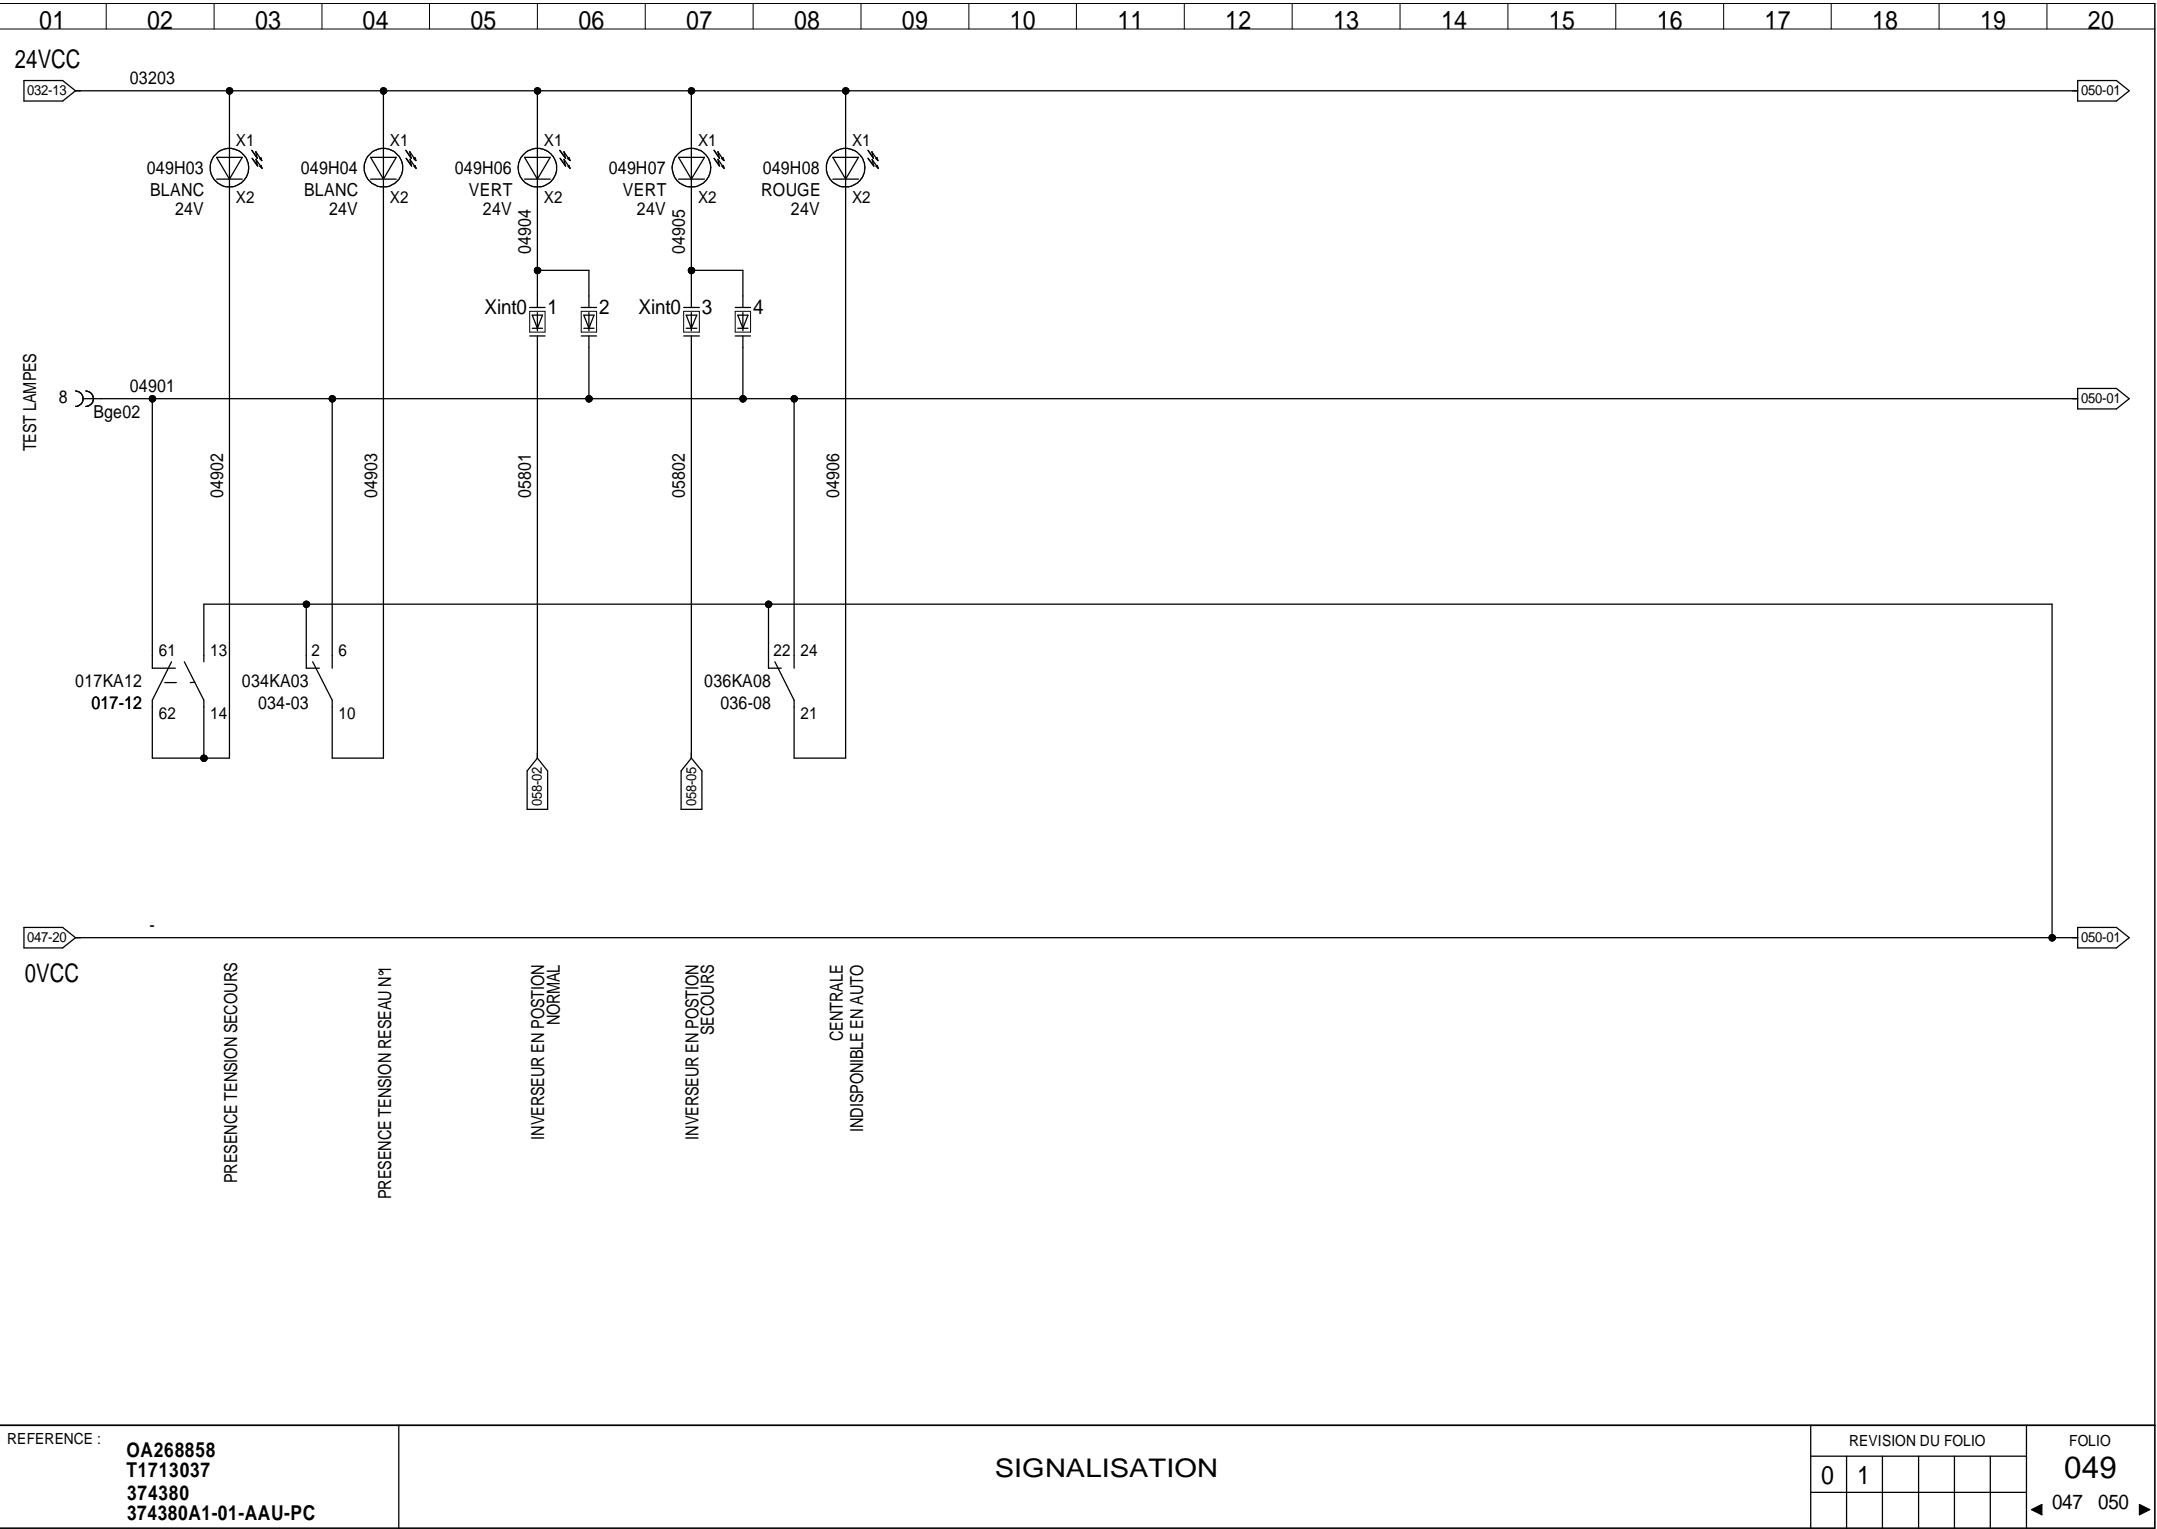 01 02 03 04 05 06 07 08 09 10 11 12 13 14 15 16 17 18 19 20
24VCC
032-13
03203
050-01
X1
049H03
BLANC
24V
X2
X1
049H04
BLANC
24V
X2
X1
049H06
VERT
24V
X2
X1
049H07
VERT
24V
X2
X1
049H08
ROUGE
24V
X2
04904
04905
Xint0 1 2
Xint0 3 4
TEST LAMPES
8
04901
Bge02
050-01
04902
04903
05801
05802
04906
61 13
017KA12
017-12
62 14
2 6
034KA03
034-03
10
22 24
036KA08
036-08
21
058-02
058-05
047-20
-
050-01
0VCC
PRESENCE TENSION SECOURS
PRESENCE TENSION RESEAU N°1
INVERSEUR EN POSTION
NORMAL
INVERSEUR EN POSTION
SECOURS
CENTRALE
INDISPONIBLE EN AUTO
REFERENCE :
OA268858
T1713037
374380
374380A1-01-AAU-PC
SIGNALISATION
REVISION DU FOLIO
0 1
FOLIO
049
047 050